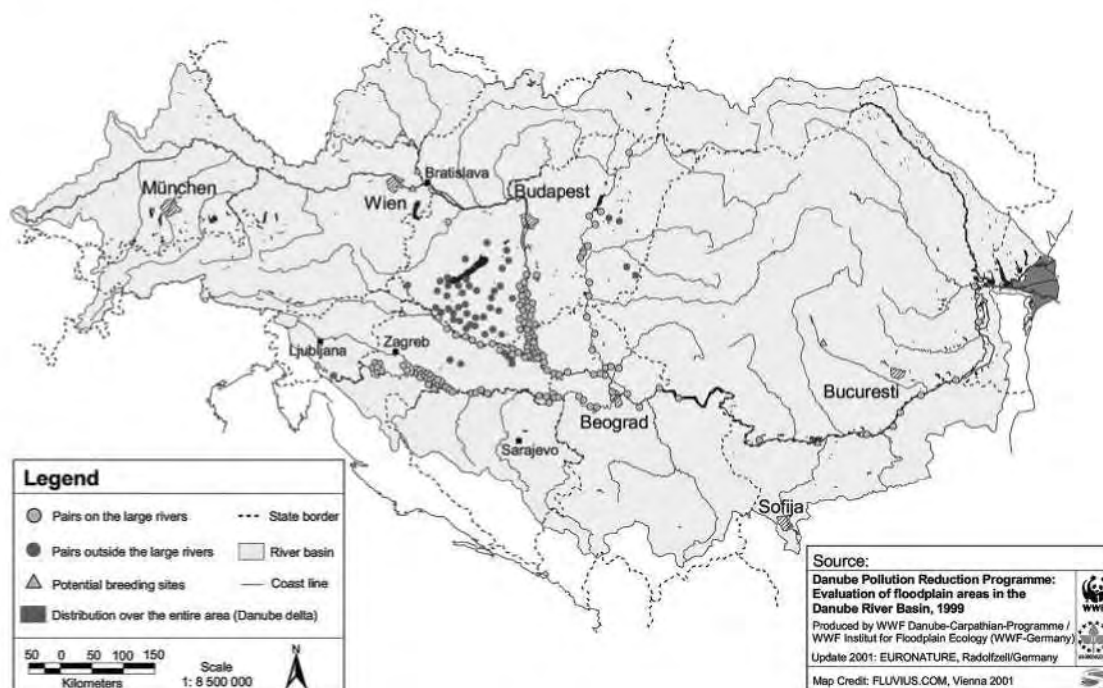 München
Wien
Bratislava
Budapest
Ljubljana
Zagreb
Beograd
Sarajevo
Bucuresti
Sofija
Legend
Pairs on the large rivers
State border
Pairs outside the large rivers
River basin
Potential breeding sites
Coast line
Distribution over the entire area (Danube delta)
50 0 50 100 150
Kilometers
Scale
1: 8 500 000
N
Source:
Danube Pollution Reduction Programme:
Evaluation of floodplain areas in the
Danube River Basin, 1999
Produced by WWF Danube-Carpathian-Programme /
WWF Institut for Floodplain Ecology (WWF-Germany)
Update 2001: EURONATURE, Radolfzell/Germany
Map Credit: FLUVIUS.COM, Vienna 2001
WWF